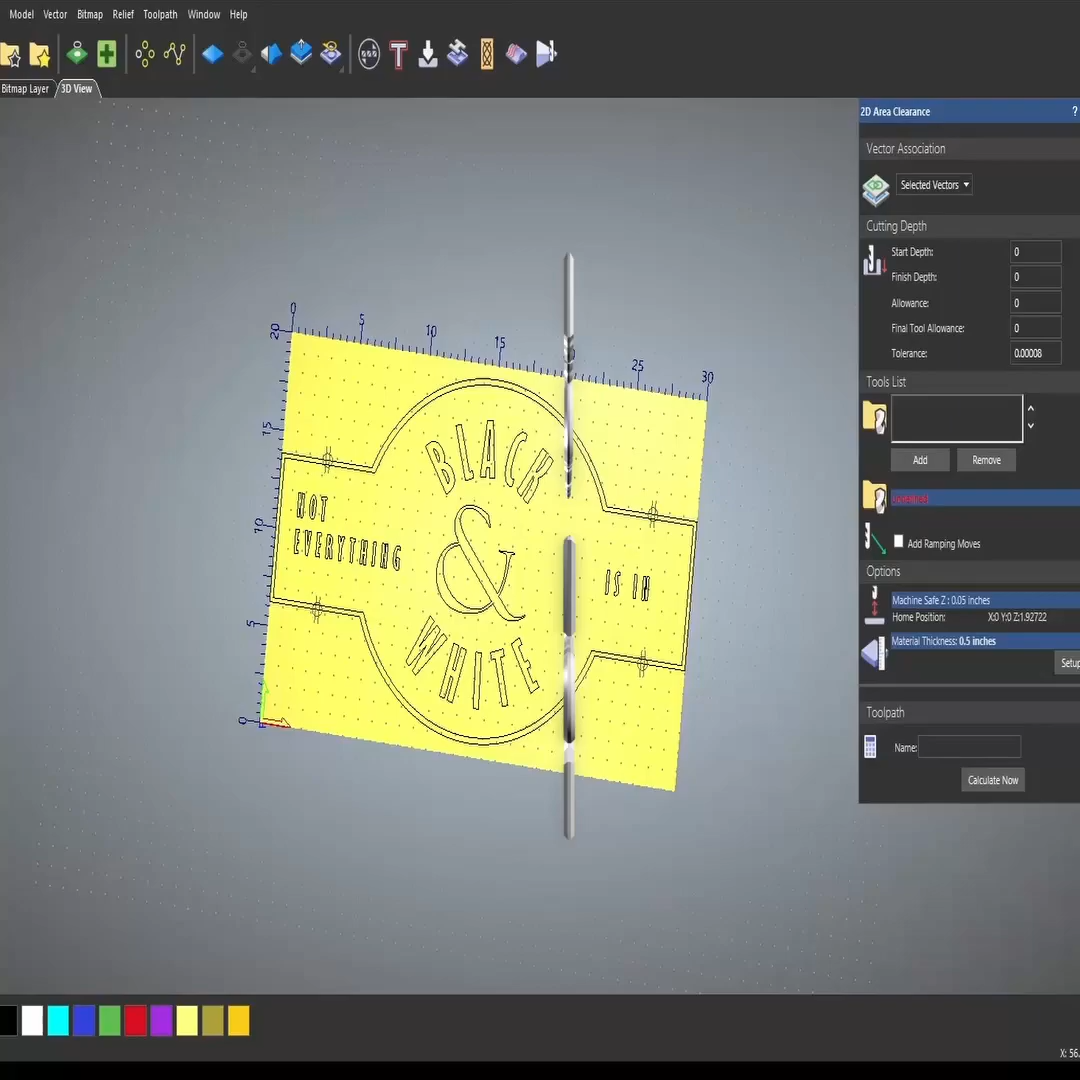 Model Vector Bitmap Relief Toolpath Window Help
Bitmap Layer 3D View
2D Area Clearance ?
Vector Association
Selected Vectors
Cutting Depth
Start Depth: 0
Finish Depth: 0
Allowance: 0
Final Tool Allowance: 0
Tolerance: 0.00008
Tools List
Add Remove
Undefined
Add Ramping Moves
Options
Machine Safe Z : 0.05 inches
Home Position: X:0 Y:0 Z:1.92722
Material Thickness: 0.5 inches
Setup
Toolpath
Name:
Calculate Now
0 5 10 15 25 30
20
15
10
5
0
BLACK
NOT
EVERYTHING
&
IS IN
WHITE
X: 56.